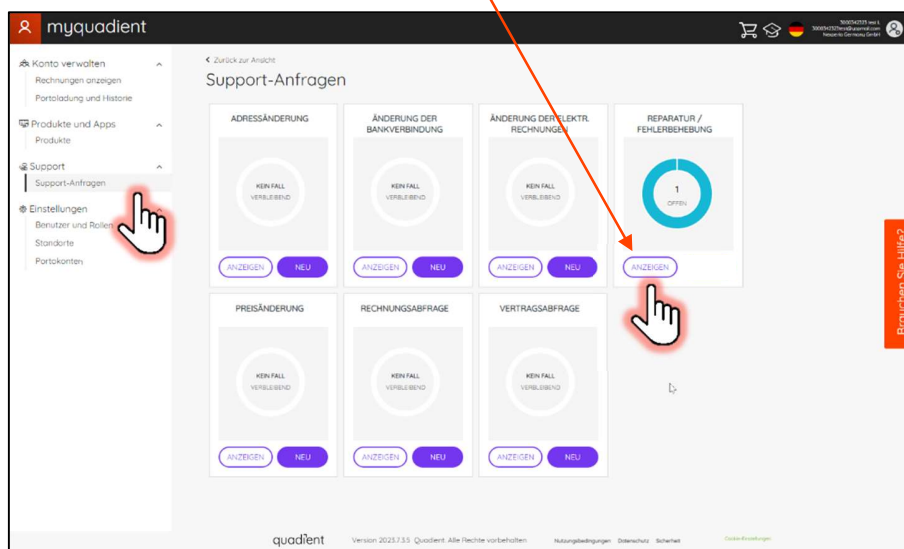 myquadient
Konto verwalten
Rechnungen anzeigen
Portoladung und Historie
Produkte und Apps
Produkte
Support
Support-Anfragen
Einstellungen
Benutzer und Rollen
Standorte
Portokonten
Zurück zur Ansicht
Support-Anfragen
ADRESSÄNDERUNG
KEIN FALL
VERBLEIBEND
ANZEIGEN NEU
ÄNDERUNG DER
BANKVERBINDUNG
KEIN FALL
VERBLEIBEND
ANZEIGEN NEU
ÄNDERUNG DER ELEKTR.
RECHNUNGEN
KEIN FALL
VERBLEIBEND
ANZEIGEN NEU
REPARATUR /
FEHLERBEHEBUNG
1
OFFEN
ANZEIGEN
PREISÄNDERUNG
KEIN FALL
VERBLEIBEND
ANZEIGEN NEU
RECHNUNGSABFRAGE
KEIN FALL
VERBLEIBEND
ANZEIGEN NEU
VERTRAGSABFRAGE
KEIN FALL
VERBLEIBEND
ANZEIGEN NEU
Brauchen Sie Hilfe?
quadient Version 2023.7.3.5 Quadient. Alle Rechte vorbehalten Nutzungsbedingungen Datenschutz Sicherheit